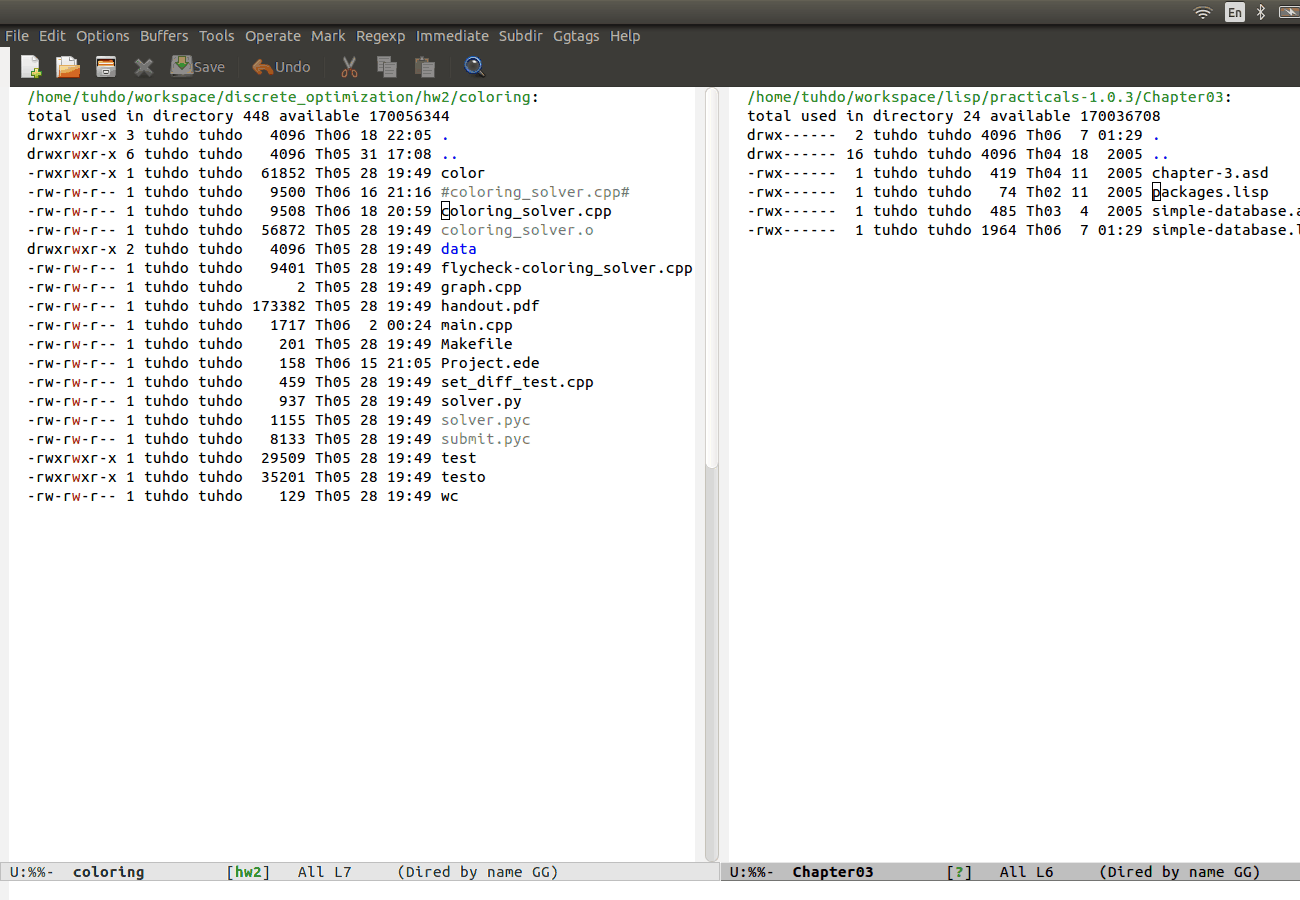 En
File Edit Options Buffers Tools Operate Mark Regexp Immediate Subdir Ggtags Help
Save Undo
/home/tuhdo/workspace/discrete_optimization/hw2/coloring:
total used in directory 448 available 170056344
drwxrwxr-x 3 tuhdo tuhdo   4096 Th06 18 22:05 .
drwxrwxr-x 6 tuhdo tuhdo   4096 Th05 31 17:08 ..
-rwxrwxr-x 1 tuhdo tuhdo  61852 Th05 28 19:49 color
-rw-rw-r-- 1 tuhdo tuhdo   9500 Th06 16 21:16 #coloring_solver.cpp#
-rw-rw-r-- 1 tuhdo tuhdo   9508 Th06 18 20:59 coloring_solver.cpp
-rw-rw-r-- 1 tuhdo tuhdo  56872 Th05 28 19:49 coloring_solver.o
drwxrwxr-x 2 tuhdo tuhdo   4096 Th05 28 19:49 data
-rw-rw-r-- 1 tuhdo tuhdo   9401 Th05 28 19:49 flycheck-coloring_solver.cpp
-rw-rw-r-- 1 tuhdo tuhdo      2 Th05 28 19:49 graph.cpp
-rw-rw-r-- 1 tuhdo tuhdo 173382 Th05 28 19:49 handout.pdf
-rw-rw-r-- 1 tuhdo tuhdo   1717 Th06  2 00:24 main.cpp
-rw-rw-r-- 1 tuhdo tuhdo    201 Th05 28 19:49 Makefile
-rw-rw-r-- 1 tuhdo tuhdo    158 Th06 15 21:05 Project.ede
-rw-rw-r-- 1 tuhdo tuhdo    459 Th05 28 19:49 set_diff_test.cpp
-rw-rw-r-- 1 tuhdo tuhdo    937 Th05 28 19:49 solver.py
-rw-rw-r-- 1 tuhdo tuhdo   1155 Th05 28 19:49 solver.pyc
-rw-rw-r-- 1 tuhdo tuhdo   8133 Th05 28 19:49 submit.pyc
-rwxrwxr-x 1 tuhdo tuhdo  29509 Th05 28 19:49 test
-rwxrwxr-x 1 tuhdo tuhdo  35201 Th05 28 19:49 testo
-rw-rw-r-- 1 tuhdo tuhdo    129 Th05 28 19:49 wc
U:%%-  coloring         [hw2]   All L7     (Dired by name GG)
/home/tuhdo/workspace/lisp/practicals-1.0.3/Chapter03:
total used in directory 24 available 170036708
drwx------  2 tuhdo tuhdo 4096 Th06  7 01:29 .
drwx------ 16 tuhdo tuhdo 4096 Th04 18  2005 ..
-rwx------  1 tuhdo tuhdo  419 Th04 11  2005 chapter-3.asd
-rwx------  1 tuhdo tuhdo   74 Th02 11  2005 packages.lisp
-rwx------  1 tuhdo tuhdo  485 Th03  4  2005 simple-database.a
-rwx------  1 tuhdo tuhdo 1964 Th06  7 01:29 simple-database.l
U:%%-  Chapter03        [?]   All L6     (Dired by name GG)